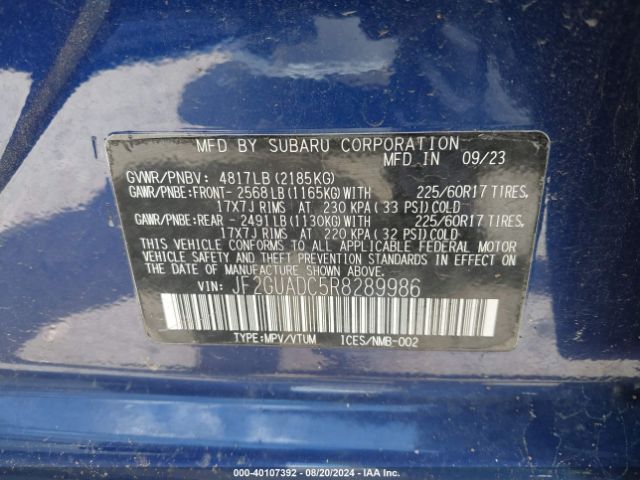 MFD BY SUBARU CORPORATION
MFD. IN 09/23
GVWR/PNBV: 4817LB (2185KG)
GAWR/PNBE:FRONT- 2568LB (1165KG) WITH 225/60R17 TIRES,
17X7J RIMS AT 230 KPA (33 PSI) COLD
GAWR/PNBE:REAR - 2491LB (1130KG) WITH 225/60R17 TIRES,
17X7J RIMS AT 220 KPA (32 PSI) COLD
THIS VEHICLE CONFORMS TO ALL APPLICABLE FEDERAL MOTOR
VEHICLE SAFETY AND THEFT PREVENTION STANDARDS IN EFFECT
ON THE DATE OF MANUFACTURE SHOWN ABOVE.
VIN: JF2GUADC5R8289986
TYPE:MPV/VTUM ICES/NMB-002
000-40107392 - 08/20/2024 - IAAI.com